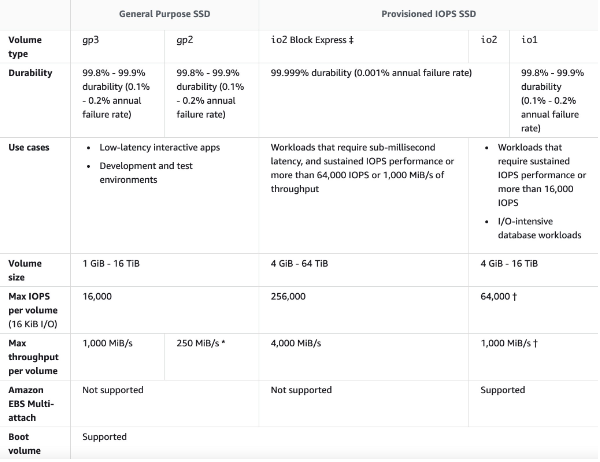 General Purpose SSD
Provisioned IOPS SSD
Volume
type
gp3
gp2
io2 Block Express ‡
io2
io1
Durability
99.8% - 99.9%
durability (0.1%
- 0.2% annual
failure rate)
99.8% - 99.9%
durability (0.1%
- 0.2% annual
failure rate)
99.999% durability (0.001% annual failure rate)
99.8% - 99.9%
durability
(0.1% - 0.2%
annual
failure
rate)
Use cases
• Low-latency interactive apps
• Development and test
environments
Workloads that require sub-millisecond
latency, and sustained IOPS performance or
more than 64,000 IOPS or 1,000 MiB/s of
throughput
• Workloads that
require sustained
IOPS performance or
more than 16,000
IOPS
• I/O-intensive
database workloads
Volume
size
1 GiB - 16 TiB
4 GiB - 64 TiB
4 GiB - 16 TiB
Max IOPS
per volume
(16 KiB I/O)
16,000
256,000
64,000 †
Max
throughput
per volume
1,000 MiB/s
250 MiB/s *
4,000 MiB/s
1,000 MiB/s †
Amazon
EBS Multi-
attach
Not supported
Not supported
Supported
Boot
volume
Supported